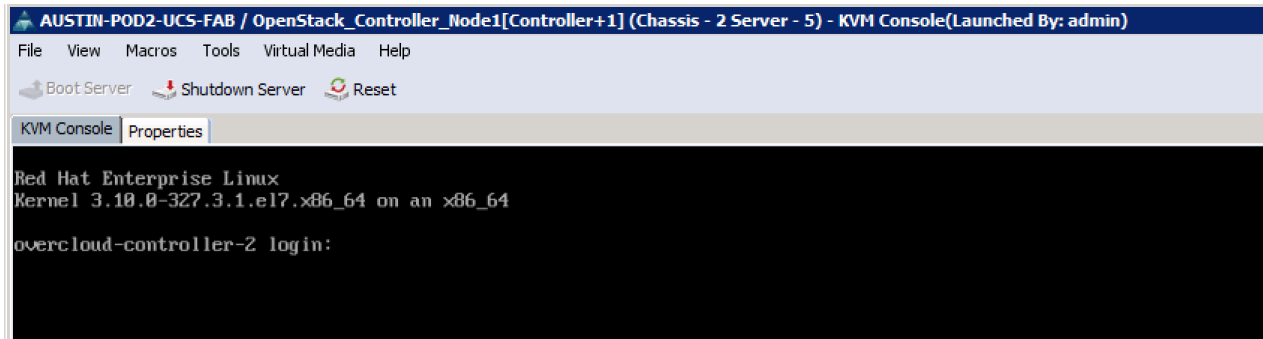 AUSTIN-POD2-UCS-FAB / OpenStack_Controller_Node1[Controller+1] (Chassis - 2 Server - 5) - KVM Console(Launched By: admin)
File View Macros Tools Virtual Media Help
Boot Server Shutdown Server Reset
KVM Console Properties
Red Hat Enterprise Linux
Kernel 3.10.0-327.3.1.el7.x86_64 on an x86_64
overcloud-controller-2 login: